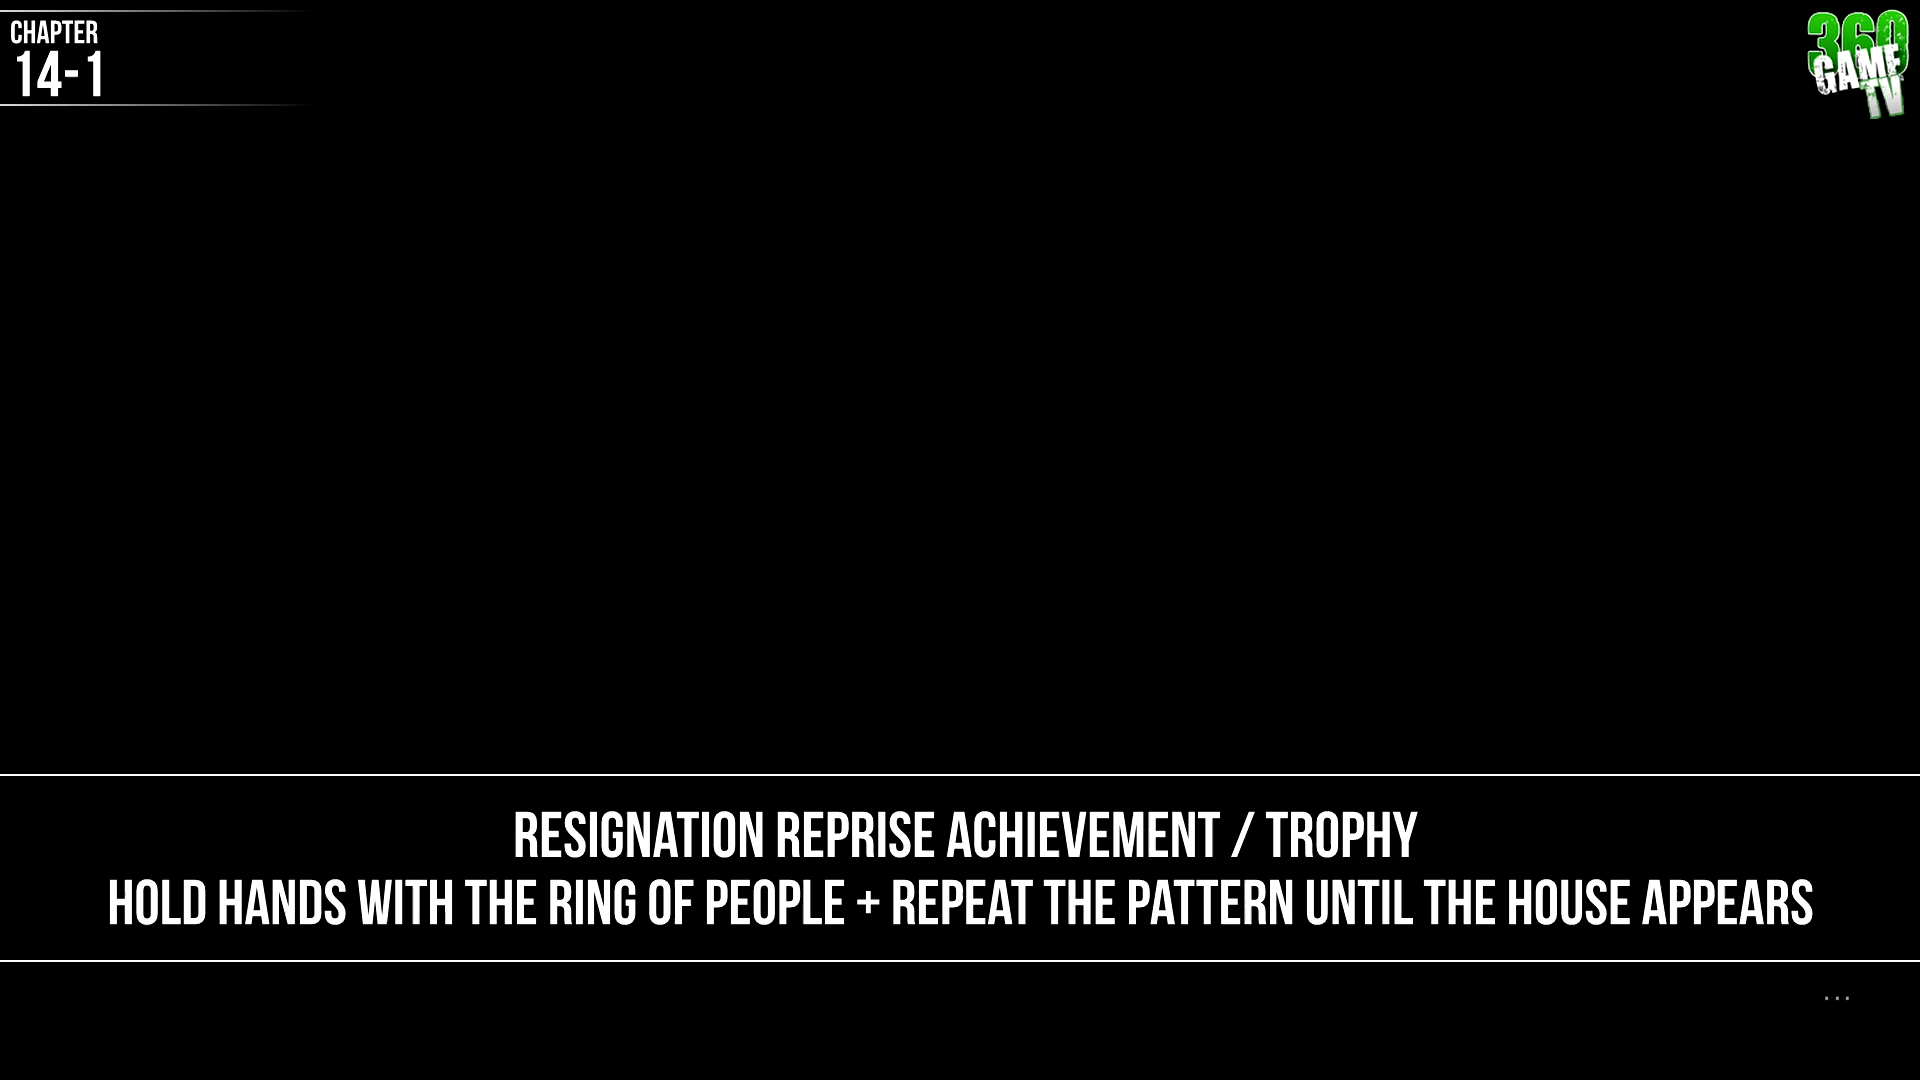 CHAPTER
14-1
360
GAME
TV
RESIGNATION REPRISE ACHIEVEMENT / TROPHY
HOLD HANDS WITH THE RING OF PEOPLE + REPEAT THE PATTERN UNTIL THE HOUSE APPEARS
...